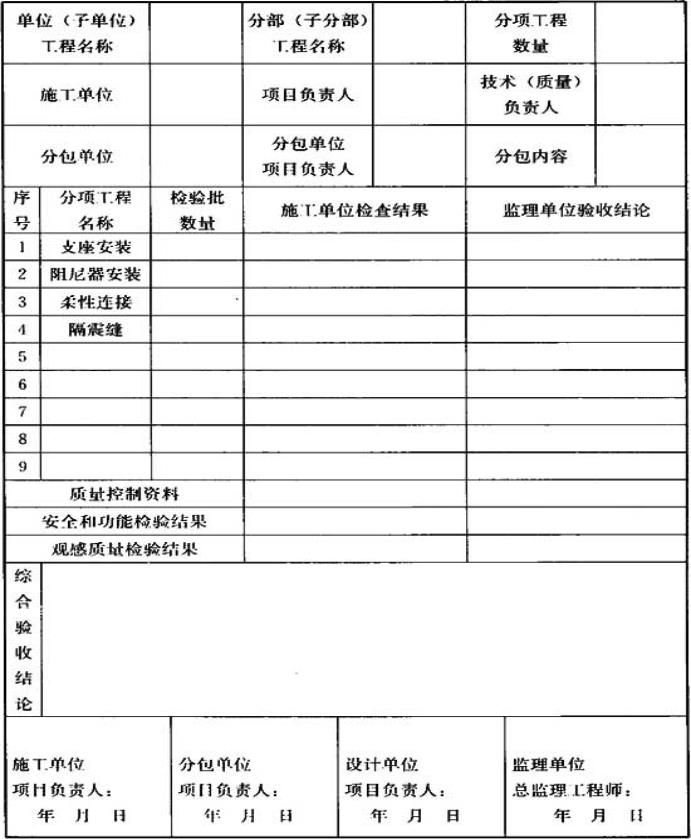 单位（子单位）
工程名称
分部（子分部）
工程名称
分项工程
数量
施工单位
项目负责人
技术（质量）
负责人
分包单位
分包单位
项目负责人
分包内容
序
号
分项工程
名称
检验批
数量
施工单位检查结果
监理单位验收结论
1 支座安装
2 阻尼器安装
3 柔性连接
4 隔震缝
5
6
7
8
9
质量控制资料
安全和功能检验结果
观感质量检验结果
综
合
验
收
结
论
施工单位
项目负责人：
年 月 日
分包单位
项目负责人：
年 月 日
设计单位
项目负责人：
年 月 日
监理单位
总监理工程师：
年 月 日